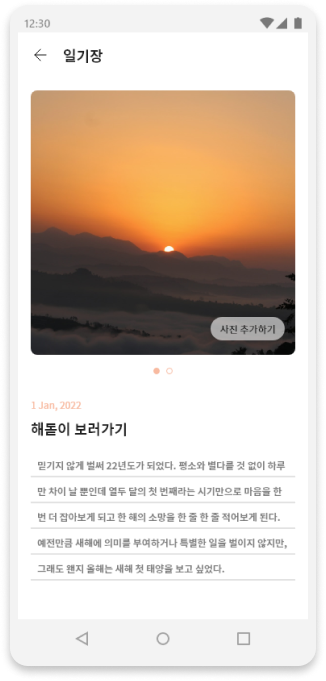 12:30
일기장
사진 추가하기
1 Jan, 2022
해돋이 보러가기
믿기지 않게 벌써 22년도가 되었다. 평소와 별다를 것 없이 하루
만 차이 날 뿐인데 열두 달의 첫 번째라는 시기만으로 마음을 한
번 더 잡아보게 되고 한 해의 소망을 한 줄 한 줄 적어보게 된다.
예전만큼 새해에 의미를 부여하거나 특별한 일을 벌이지 않지만,
그래도 왠지 올해는 새해 첫 태양을 보고 싶었다.